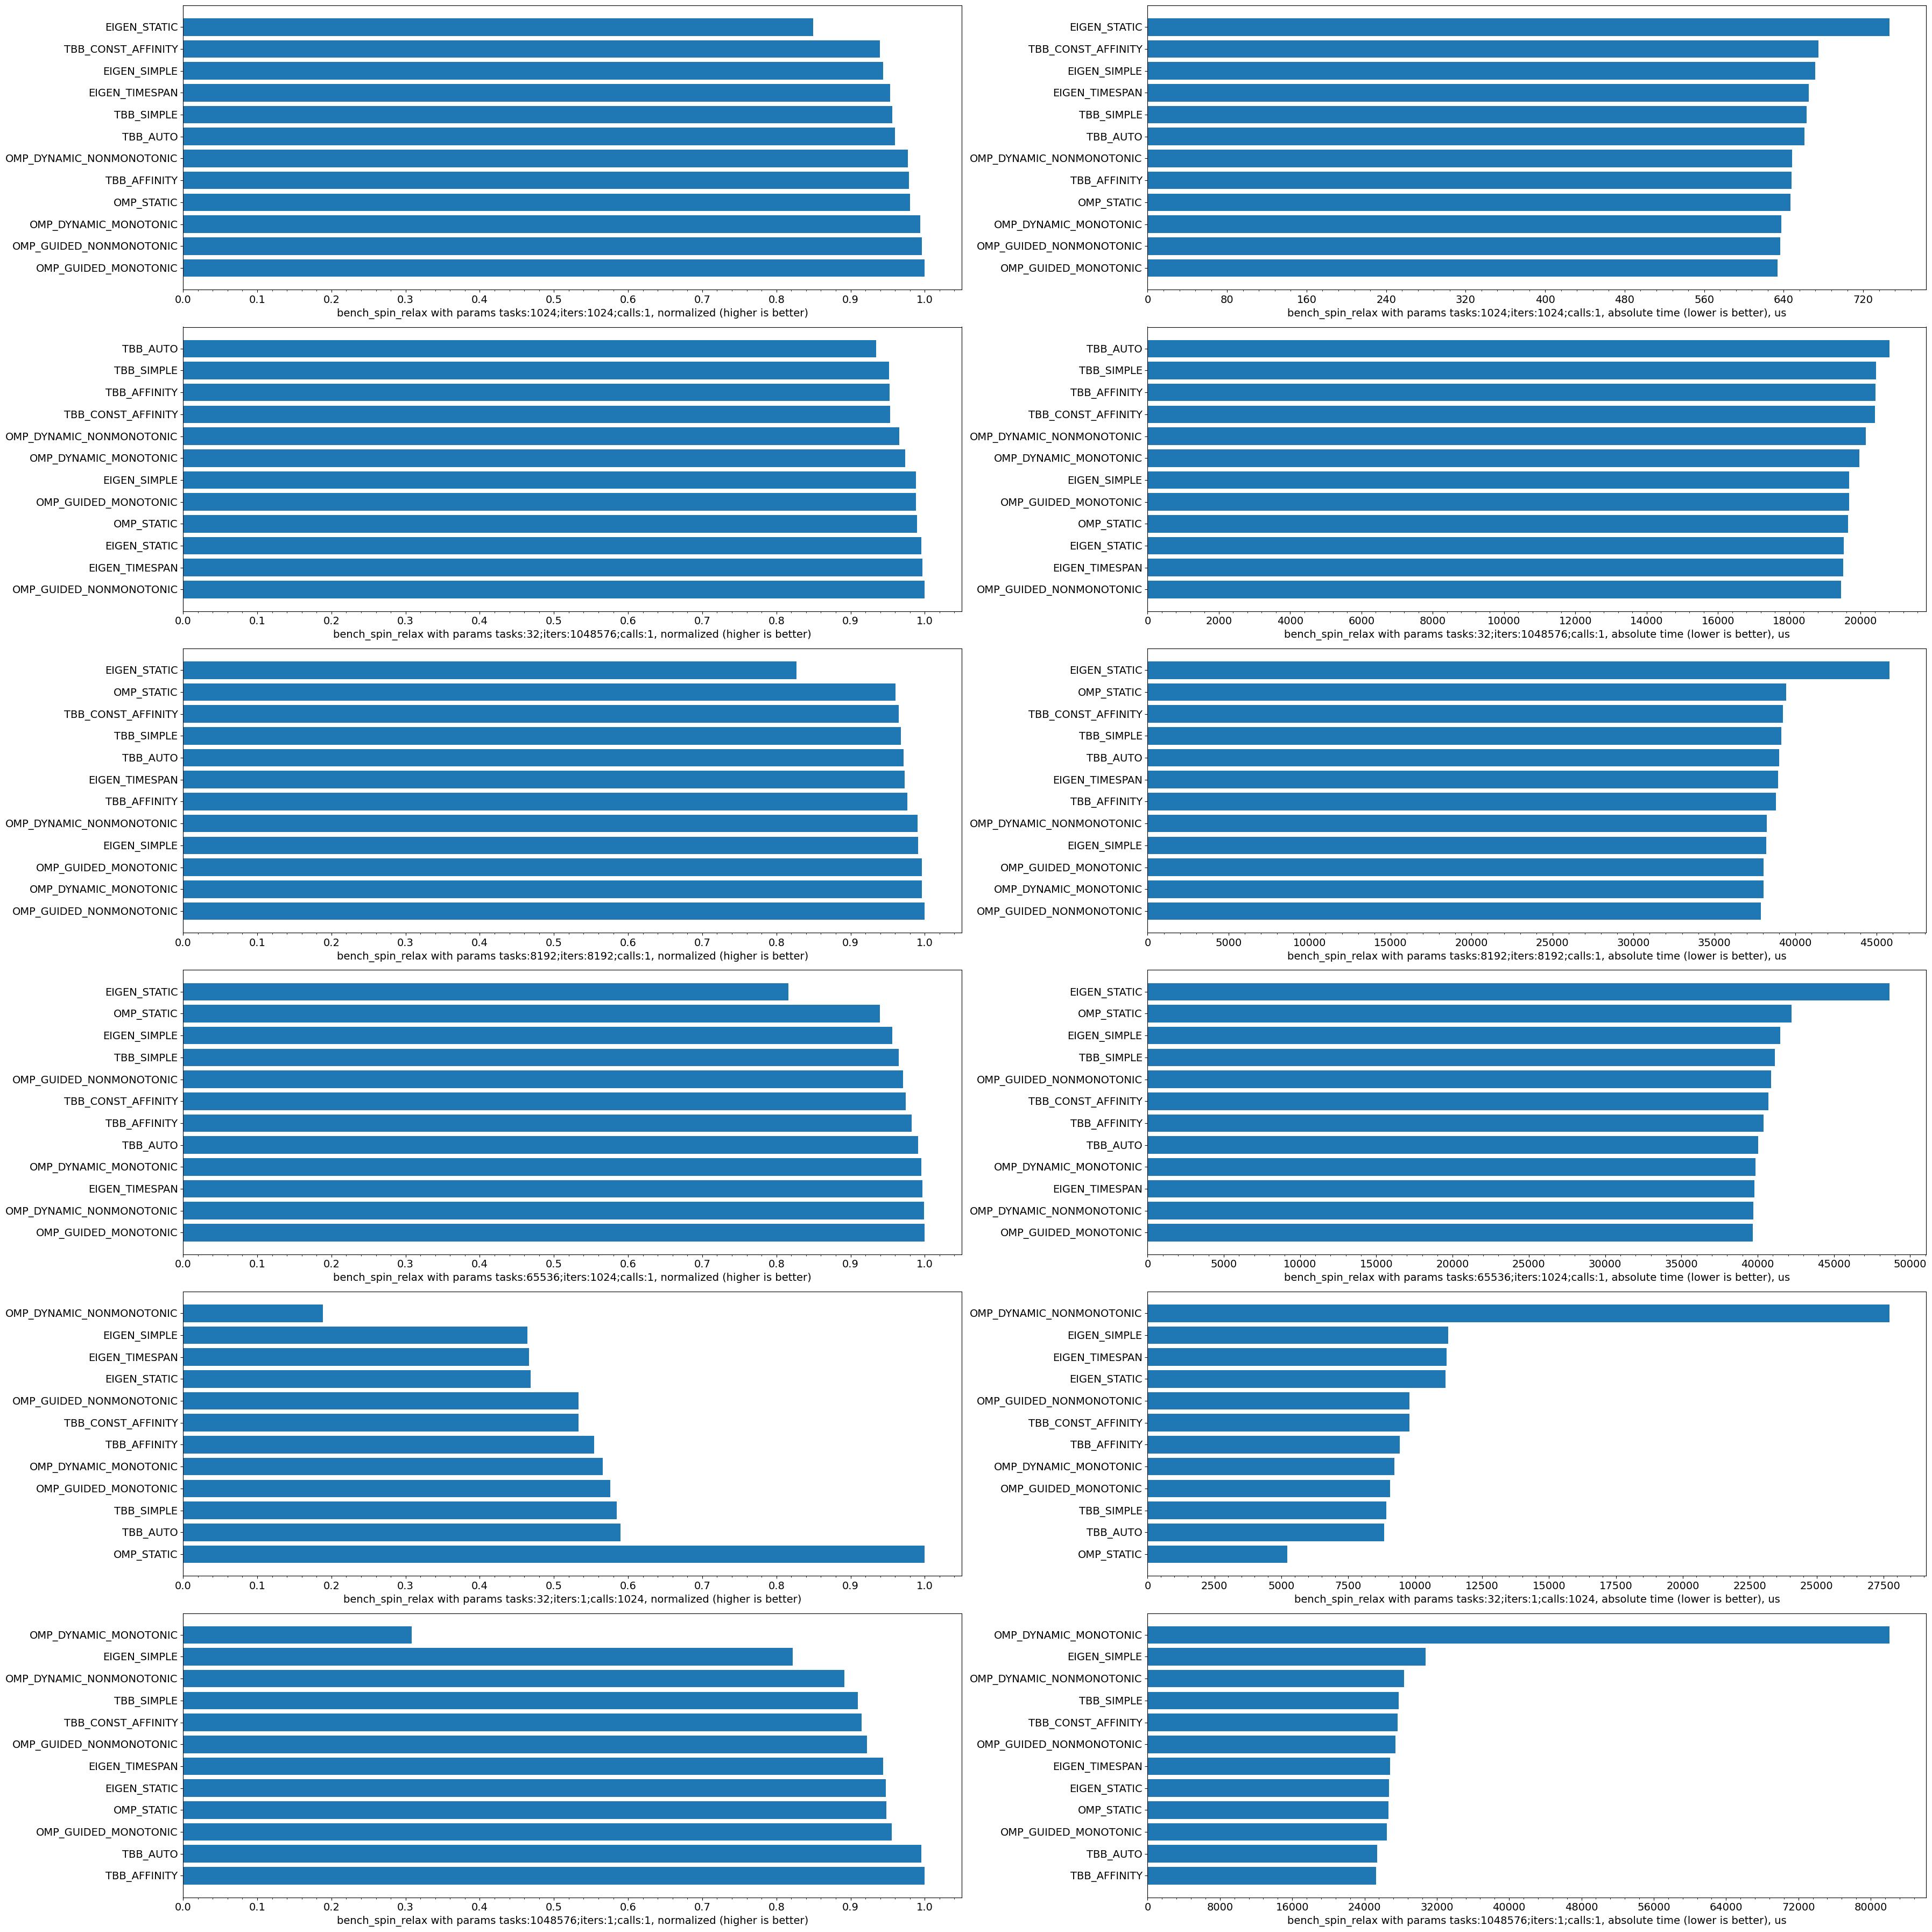 EIGEN_STATIC
TBB_CONST_AFFINITY
EIGEN_SIMPLE
EIGEN_TIMESPAN
TBB_SIMPLE
TBB_AUTO
OMP_DYNAMIC_NONMONOTONIC
TBB_AFFINITY
OMP_STATIC
OMP_DYNAMIC_MONOTONIC
OMP_GUIDED_NONMONOTONIC
OMP_GUIDED_MONOTONIC
0.0 0.1 0.2 0.3 0.4 0.5 0.6 0.7 0.8 0.9 1.0
bench_spin_relax with params tasks:1024;iters:1024;calls:1, normalized (higher is better)
EIGEN_STATIC
TBB_CONST_AFFINITY
EIGEN_SIMPLE
EIGEN_TIMESPAN
TBB_SIMPLE
TBB_AUTO
OMP_DYNAMIC_NONMONOTONIC
TBB_AFFINITY
OMP_STATIC
OMP_DYNAMIC_MONOTONIC
OMP_GUIDED_NONMONOTONIC
OMP_GUIDED_MONOTONIC
0 80 160 240 320 400 480 560 640 720
bench_spin_relax with params tasks:1024;iters:1024;calls:1, absolute time (lower is better), us
TBB_AUTO
TBB_SIMPLE
TBB_AFFINITY
TBB_CONST_AFFINITY
OMP_DYNAMIC_NONMONOTONIC
OMP_DYNAMIC_MONOTONIC
EIGEN_SIMPLE
OMP_GUIDED_MONOTONIC
OMP_STATIC
EIGEN_STATIC
EIGEN_TIMESPAN
OMP_GUIDED_NONMONOTONIC
0.0 0.1 0.2 0.3 0.4 0.5 0.6 0.7 0.8 0.9 1.0
bench_spin_relax with params tasks:32;iters:1048576;calls:1, normalized (higher is better)
TBB_AUTO
TBB_SIMPLE
TBB_AFFINITY
TBB_CONST_AFFINITY
OMP_DYNAMIC_NONMONOTONIC
OMP_DYNAMIC_MONOTONIC
EIGEN_SIMPLE
OMP_GUIDED_MONOTONIC
OMP_STATIC
EIGEN_STATIC
EIGEN_TIMESPAN
OMP_GUIDED_NONMONOTONIC
0 2000 4000 6000 8000 10000 12000 14000 16000 18000 20000
bench_spin_relax with params tasks:32;iters:1048576;calls:1, absolute time (lower is better), us
EIGEN_STATIC
OMP_STATIC
TBB_CONST_AFFINITY
TBB_SIMPLE
TBB_AUTO
EIGEN_TIMESPAN
TBB_AFFINITY
OMP_DYNAMIC_NONMONOTONIC
EIGEN_SIMPLE
OMP_GUIDED_MONOTONIC
OMP_DYNAMIC_MONOTONIC
OMP_GUIDED_NONMONOTONIC
0.0 0.1 0.2 0.3 0.4 0.5 0.6 0.7 0.8 0.9 1.0
bench_spin_relax with params tasks:8192;iters:8192;calls:1, normalized (higher is better)
EIGEN_STATIC
OMP_STATIC
TBB_CONST_AFFINITY
TBB_SIMPLE
TBB_AUTO
EIGEN_TIMESPAN
TBB_AFFINITY
OMP_DYNAMIC_NONMONOTONIC
EIGEN_SIMPLE
OMP_GUIDED_MONOTONIC
OMP_DYNAMIC_MONOTONIC
OMP_GUIDED_NONMONOTONIC
0 5000 10000 15000 20000 25000 30000 35000 40000 45000
bench_spin_relax with params tasks:8192;iters:8192;calls:1, absolute time (lower is better), us
EIGEN_STATIC
OMP_STATIC
EIGEN_SIMPLE
TBB_SIMPLE
OMP_GUIDED_NONMONOTONIC
TBB_CONST_AFFINITY
TBB_AFFINITY
TBB_AUTO
OMP_DYNAMIC_MONOTONIC
EIGEN_TIMESPAN
OMP_DYNAMIC_NONMONOTONIC
OMP_GUIDED_MONOTONIC
0.0 0.1 0.2 0.3 0.4 0.5 0.6 0.7 0.8 0.9 1.0
bench_spin_relax with params tasks:65536;iters:1024;calls:1, normalized (higher is better)
EIGEN_STATIC
OMP_STATIC
EIGEN_SIMPLE
TBB_SIMPLE
OMP_GUIDED_NONMONOTONIC
TBB_CONST_AFFINITY
TBB_AFFINITY
TBB_AUTO
OMP_DYNAMIC_MONOTONIC
EIGEN_TIMESPAN
OMP_DYNAMIC_NONMONOTONIC
OMP_GUIDED_MONOTONIC
0 5000 10000 15000 20000 25000 30000 35000 40000 45000 50000
bench_spin_relax with params tasks:65536;iters:1024;calls:1, absolute time (lower is better), us
OMP_DYNAMIC_NONMONOTONIC
EIGEN_SIMPLE
EIGEN_TIMESPAN
EIGEN_STATIC
OMP_GUIDED_NONMONOTONIC
TBB_CONST_AFFINITY
TBB_AFFINITY
OMP_DYNAMIC_MONOTONIC
OMP_GUIDED_MONOTONIC
TBB_SIMPLE
TBB_AUTO
OMP_STATIC
0.0 0.1 0.2 0.3 0.4 0.5 0.6 0.7 0.8 0.9 1.0
bench_spin_relax with params tasks:32;iters:1;calls:1024, normalized (higher is better)
OMP_DYNAMIC_NONMONOTONIC
EIGEN_SIMPLE
EIGEN_TIMESPAN
EIGEN_STATIC
OMP_GUIDED_NONMONOTONIC
TBB_CONST_AFFINITY
TBB_AFFINITY
OMP_DYNAMIC_MONOTONIC
OMP_GUIDED_MONOTONIC
TBB_SIMPLE
TBB_AUTO
OMP_STATIC
0 2500 5000 7500 10000 12500 15000 17500 20000 22500 25000 27500
bench_spin_relax with params tasks:32;iters:1;calls:1024, absolute time (lower is better), us
OMP_DYNAMIC_MONOTONIC
EIGEN_SIMPLE
OMP_DYNAMIC_NONMONOTONIC
TBB_SIMPLE
TBB_CONST_AFFINITY
OMP_GUIDED_NONMONOTONIC
EIGEN_TIMESPAN
EIGEN_STATIC
OMP_STATIC
OMP_GUIDED_MONOTONIC
TBB_AUTO
TBB_AFFINITY
0.0 0.1 0.2 0.3 0.4 0.5 0.6 0.7 0.8 0.9 1.0
bench_spin_relax with params tasks:1048576;iters:1;calls:1, normalized (higher is better)
OMP_DYNAMIC_MONOTONIC
EIGEN_SIMPLE
OMP_DYNAMIC_NONMONOTONIC
TBB_SIMPLE
TBB_CONST_AFFINITY
OMP_GUIDED_NONMONOTONIC
EIGEN_TIMESPAN
EIGEN_STATIC
OMP_STATIC
OMP_GUIDED_MONOTONIC
TBB_AUTO
TBB_AFFINITY
0 8000 16000 24000 32000 40000 48000 56000 64000 72000 80000
bench_spin_relax with params tasks:1048576;iters:1;calls:1, absolute time (lower is better), us